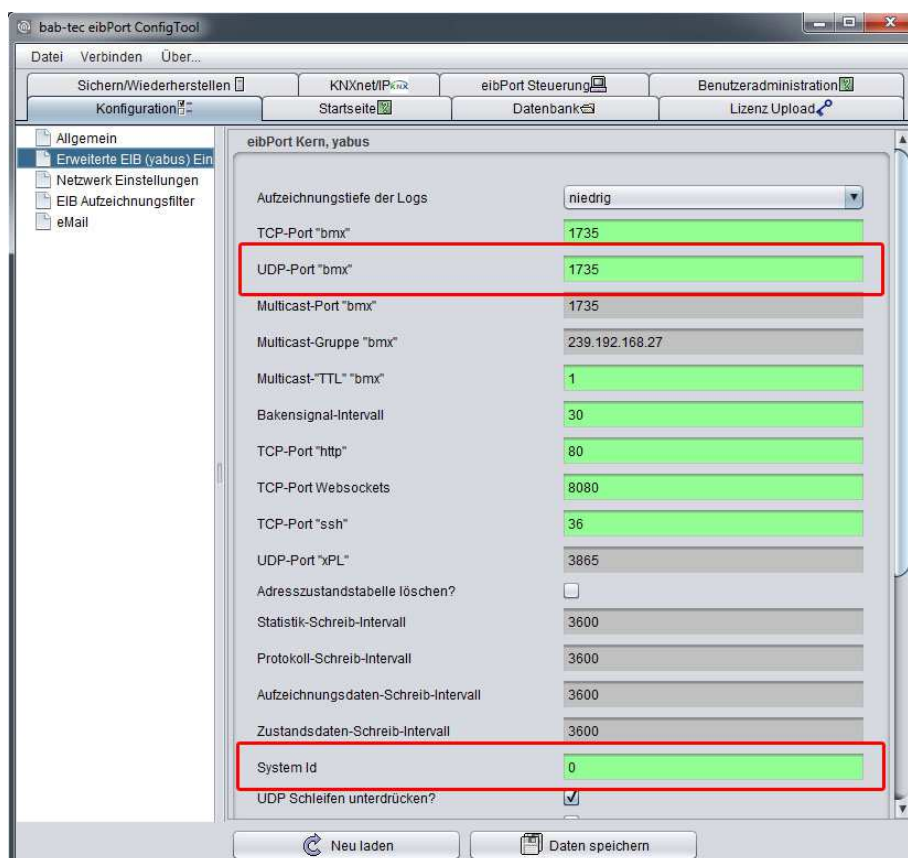 bab-tec eibPort ConfigTool
Datei Verbinden Über...
Sichern/Wiederherstellen KNXnet/IP KNX eibPort Steuerung Benutzeradministration
Konfiguration Startseite Datenbank Lizenz Upload
Allgemein
Erweiterte EIB (yabus) Ein
Netzwerk Einstellungen
EIB Aufzeichnungsfilter
eMail
eibPort Kern, yabus
Aufzeichnungstiefe der Logs niedrig
TCP-Port "bmx" 1735
UDP-Port "bmx" 1735
Multicast-Port "bmx" 1735
Multicast-Gruppe "bmx" 239.192.168.27
Multicast-"TTL" "bmx" 1
Bakensignal-Intervall 30
TCP-Port "http" 80
TCP-Port Websockets 8080
TCP-Port "ssh" 36
UDP-Port "xPL" 3865
Adresszustandstabelle löschen?
Statistik-Schreib-Intervall 3600
Protokoll-Schreib-Intervall 3600
Aufzeichnungsdaten-Schreib-Intervall 3600
Zustandsdaten-Schreib-Intervall 3600
System Id 0
UDP Schleifen unterdrücken?
Neu laden Daten speichern